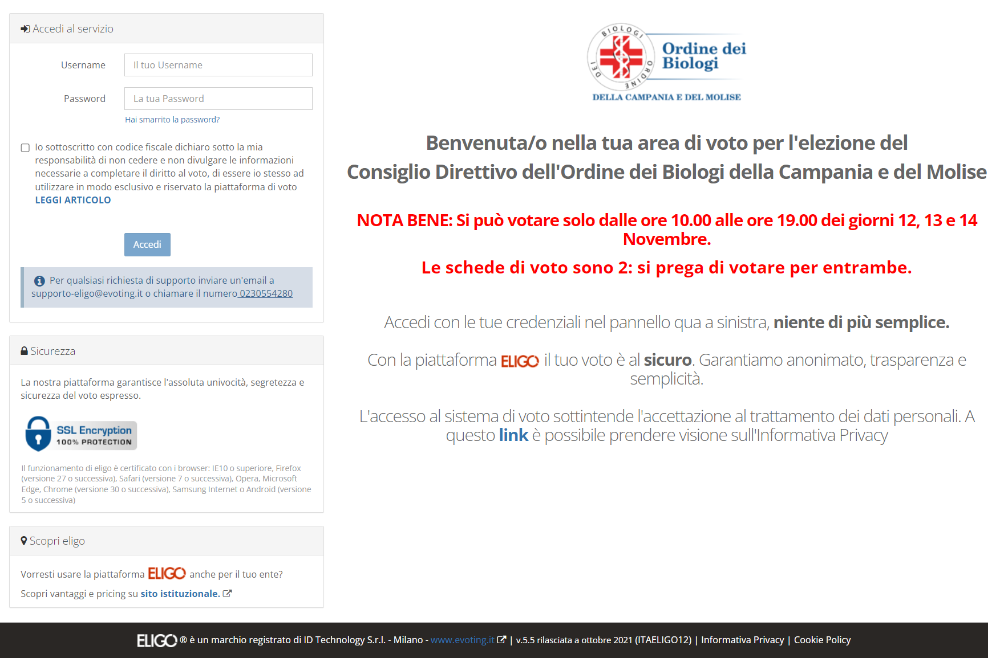 Accedi al servizio
Username
Il tuo Username
Password
La tua Password
Hai smarrito la password?
Io sottoscritto con codice fiscale dichiaro sotto la mia
responsabilità di non cedere e non divulgare le informazioni
necessarie a completare il diritto al voto, di essere io stesso ad
utilizzare in modo esclusivo e riservato la piattaforma di voto
LEGGI ARTICOLO
Accedi
Per qualsiasi richiesta di supporto inviare un'email a
supporto-eligo@evoting.it o chiamare il numero 0230554280
Sicurezza
La nostra piattaforma garantisce l'assoluta univocità, segretezza e
sicurezza del voto espresso.
SSL Encryption
100% PROTECTION
Il funzionamento di eligo è certificato con i browser: IE10 o superiore, Firefox
(versione 27 o successiva), Safari (versione 7 o successiva), Opera, Microsoft
Edge, Chrome (versione 30 o successiva), Samsung Internet o Android (versione
5 o successiva)
Scopri eligo
Vorresti usare la piattaforma ELIGO anche per il tuo ente?
Scopri vantaggi e pricing su sito istituzionale.
ORDINE DEI BIOLOGI
Ordine dei
Biologi
DELLA CAMPANIA E DEL MOLISE
Benvenuta/o nella tua area di voto per l'elezione del
Consiglio Direttivo dell'Ordine dei Biologi della Campania e del Molise
NOTA BENE: Si può votare solo dalle ore 10.00 alle ore 19.00 dei giorni 12, 13 e 14
Novembre.
Le schede di voto sono 2: si prega di votare per entrambe.
Accedi con le tue credenziali nel pannello qua a sinistra, niente di più semplice.
Con la piattaforma ELIGO il tuo voto è al sicuro. Garantiamo anonimato, trasparenza e
semplicità.
L'accesso al sistema di voto sottintende l'accettazione al trattamento dei dati personali. A
questo link è possibile prendere visione sull'Informativa Privacy
ELIGO ® è un marchio registrato di ID Technology S.r.l. - Milano - www.evoting.it | v.5.5 rilasciata a ottobre 2021 (ITAELIGO12) | Informativa Privacy | Cookie Policy